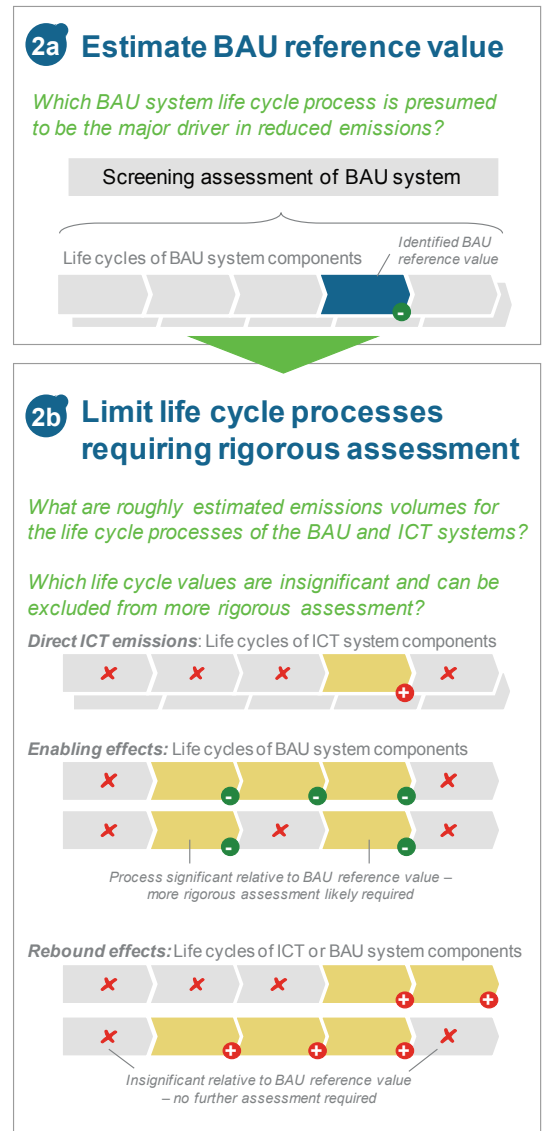 2a Estimate BAU reference value
Which BAU system life cycle process is presumed
to be the major driver in reduced emissions?
Screening assessment of BAU system
Life cycles of BAU system components
Identified BAU
reference value
-
2b Limit life cycle processes
requiring rigorous assessment
What are roughly estimated emissions volumes for
the life cycle processes of the BAU and ICT systems?
Which life cycle values are insignificant and can be
excluded from more rigorous assessment?
Direct ICT emissions: Life cycles of ICT system components
+
Enabling effects: Life cycles of BAU system components
- - -
- -
Process significant relative to BAU reference value –
more rigorous assessment likely required
Rebound effects: Life cycles of ICT or BAU system components
+ +
+ + +
Insignificant relative to BAU reference value
– no further assessment required